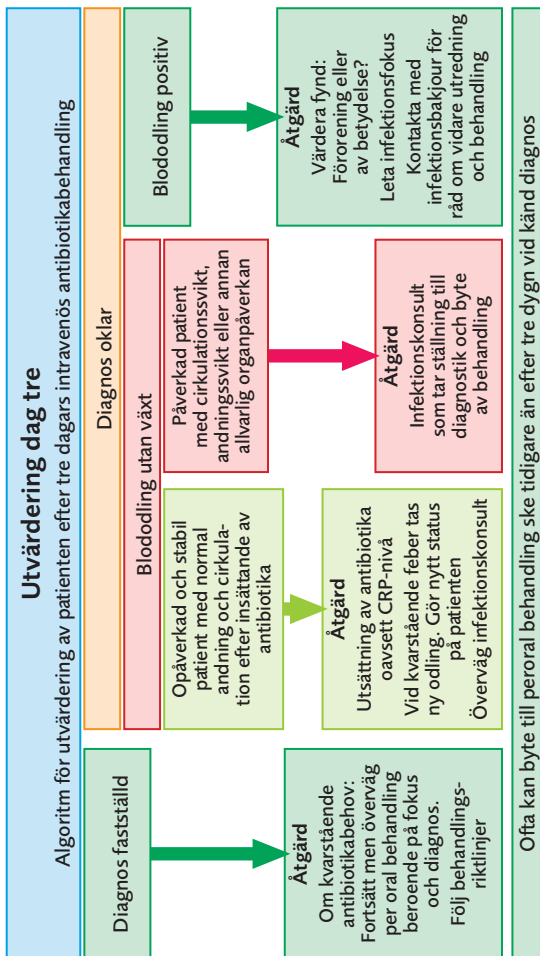 Utvärdering dag tre
Algoritm för utvärdering av patienten efter tre dagars intravenös antibiotikabehandling
Diagnos fastställd
Åtgärd
Om kvarstående
antibiotikabehov:
Fortsätt men överväg
per oral behandling
beroende på fokus
och diagnos.
Följ behandlings-
riktlinjer
Diagnos oklar
Blododling utan växt
Opåverkad och stabil
patient med normal
andning och cirkula-
tion efter insättande av
antibiotika
Åtgärd
Utsättning av antibiotika
oavsett CRP-nivå
Vid kvarstående feber tas
ny odling. Gör nytt status
på patienten
Överväg infektionskonsult
Påverkad patient
med cirkulationssvikt,
andningssvikt eller annan
allvarlig organpåverkan
Åtgärd
Infektionskonsult
som tar ställning till
diagnostik och byte
av behandling
Blododling positiv
Åtgärd
Värdera fynd:
Förorening eller
av betydelse?
Leta infektionsfokus
Kontakta med
infektionsbakjour för
råd om vidare utredning
och behandling
Ofta kan byte till peroral behandling ske tidigare än efter tre dygn vid känd diagnos